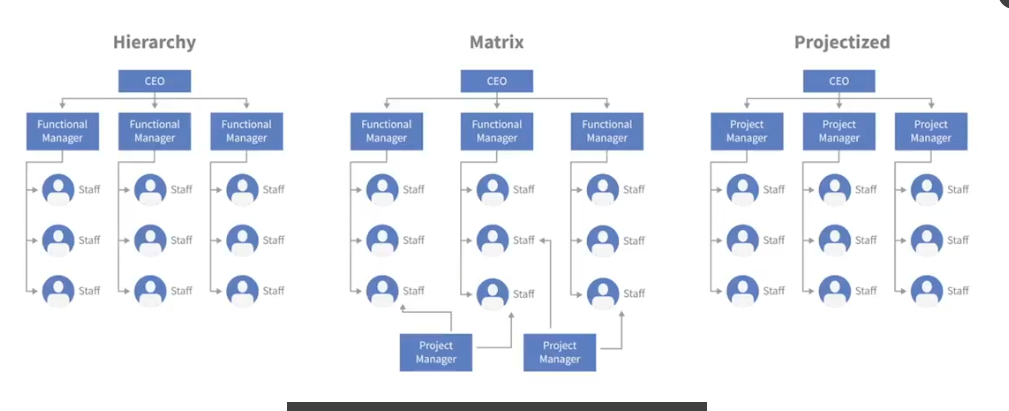 Hierarchy
CEO
Functional
Manager
Functional
Manager
Functional
Manager
Staff
Staff
Staff
Staff
Staff
Staff
Staff
Staff
Staff
Matrix
CEO
Functional
Manager
Functional
Manager
Functional
Manager
Staff
Staff
Staff
Staff
Staff
Staff
Staff
Staff
Staff
Project
Manager
Project
Manager
Projectized
CEO
Project
Manager
Project
Manager
Project
Manager
Staff
Staff
Staff
Staff
Staff
Staff
Staff
Staff
Staff